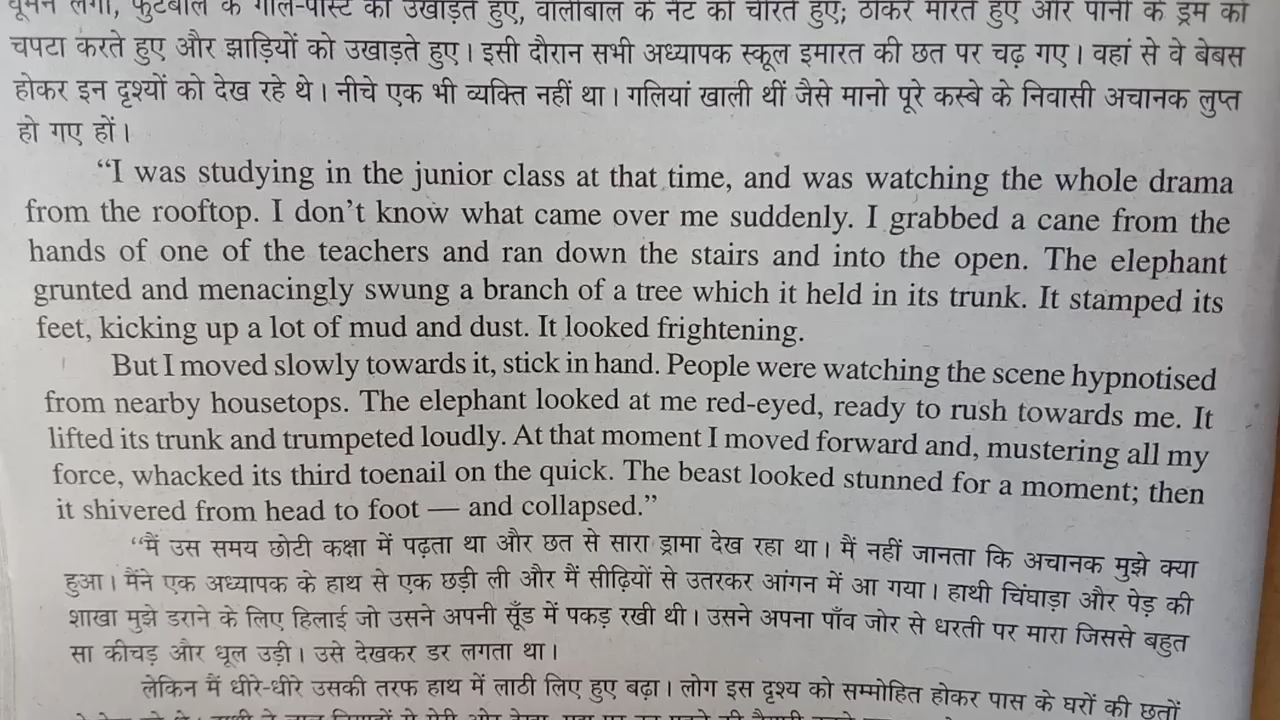 घूमने लगा, फुटबाल के गोल-पोस्ट को उखाड़ते हुए, वालीबाल के नेट को चीरते हुए; ठोकर मारते हुए और पानी के ड्रम को
चपटा करते हुए और झाड़ियों को उखाड़ते हुए। इसी दौरान सभी अध्यापक स्कूल इमारत की छत पर चढ़ गए। वहां से वे बेबस
होकर इन दृश्यों को देख रहे थे। नीचे एक भी व्यक्ति नहीं था। गलियां खाली थीं जैसे मानो पूरे कस्बे के निवासी अचानक लुप्त
हो गए हों।
“I was studying in the junior class at that time, and was watching the whole drama
from the rooftop. I don’t know what came over me suddenly. I grabbed a cane from the
hands of one of the teachers and ran down the stairs and into the open. The elephant
grunted and menacingly swung a branch of a tree which it held in its trunk. It stamped its
feet, kicking up a lot of mud and dust. It looked frightening.
But I moved slowly towards it, stick in hand. People were watching the scene hypnotised
from nearby housetops. The elephant looked at me red-eyed, ready to rush towards me. It
lifted its trunk and trumpeted loudly. At that moment I moved forward and, mustering all my
force, whacked its third toenail on the quick. The beast looked stunned for a moment; then
it shivered from head to foot — and collapsed.”
“मैं उस समय छोटी कक्षा में पढ़ता था और छत से सारा ड्रामा देख रहा था। मैं नहीं जानता कि अचानक मुझे क्या
हुआ। मैंने एक अध्यापक के हाथ से एक छड़ी ली और मैं सीढ़ियों से उतरकर आंगन में आ गया। हाथी चिंघाड़ा और पेड़ की
शाखा मुझे डराने के लिए हिलाई जो उसने अपनी सूँड में पकड़ रखी थी। उसने अपना पाँव जोर से धरती पर मारा जिससे बहुत
सा कीचड़ और धूल उड़ी। उसे देखकर डर लगता था।
लेकिन मैं धीरे-धीरे उसकी तरफ हाथ में लाठी लिए हुए बढ़ा। लोग इस दृश्य को सम्मोहित होकर पास के घरों की छतों